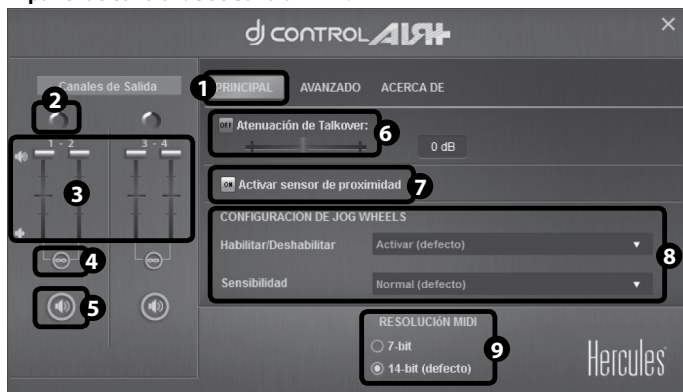 dj CONTROL AIR+
×
Canales de Salida
1 PRINCIPAL AVANZADO ACERCA DE
2
OFF Atenuación de Talkover: 6
0 dB
1 - 2 3 - 4
3
ON Activar sensor de proximidad 7
CONFIGURACIÓN DE JOG WHEELS
Habilitar/Deshabilitar Activar (defecto)
8
4
Sensibilidad Normal (defecto)
5
RESOLUCIÓN MIDI
7-bit
9
14-bit (defecto)
Hercules